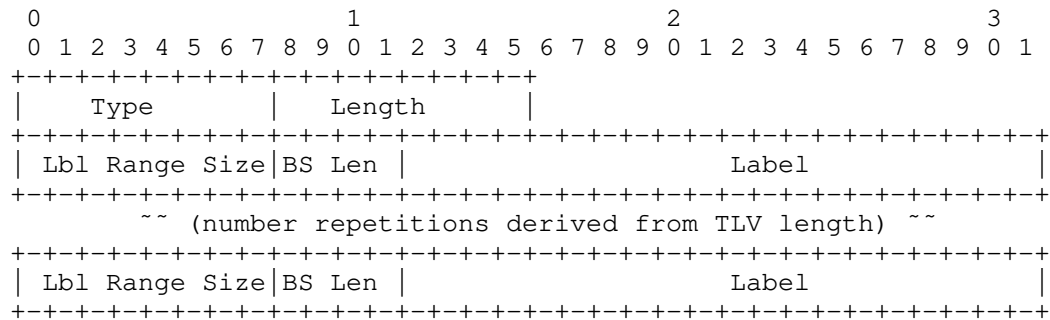 0                   1                   2                   3
 0 1 2 3 4 5 6 7 8 9 0 1 2 3 4 5 6 7 8 9 0 1 2 3 4 5 6 7 8 9 0 1
+-+-+-+-+-+-+-+-+-+-+-+-+-+-+-+-+
|     Type      |   Length      |
+-+-+-+-+-+-+-+-+-+-+-+-+-+-+-+-+-+-+-+-+-+-+-+-+-+-+-+-+-+-+-+-+
| Lbl Range Size|BS Len |                    Label              |
+-+-+-+-+-+-+-+-+-+-+-+-+-+-+-+-+-+-+-+-+-+-+-+-+-+-+-+-+-+-+-+-+
        ~~ (number repetitions derived from TLV length) ~~
+-+-+-+-+-+-+-+-+-+-+-+-+-+-+-+-+-+-+-+-+-+-+-+-+-+-+-+-+-+-+-+-+
| Lbl Range Size|BS Len |                    Label              |
+-+-+-+-+-+-+-+-+-+-+-+-+-+-+-+-+-+-+-+-+-+-+-+-+-+-+-+-+-+-+-+-+